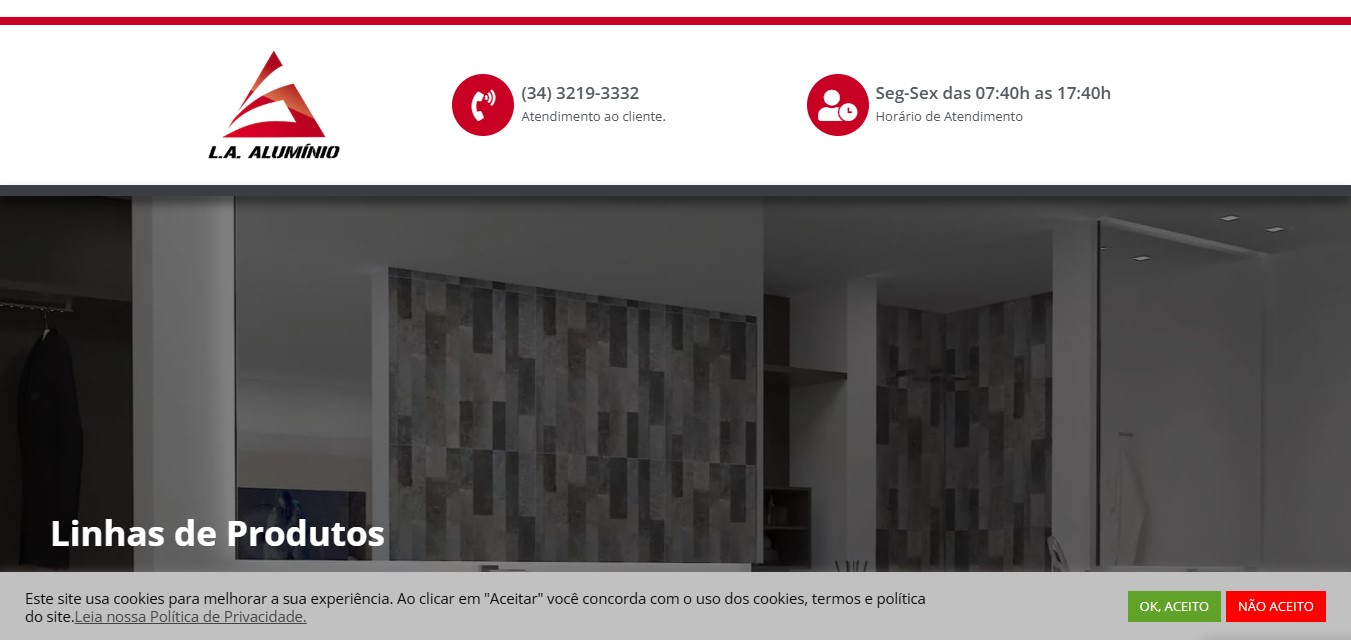 L.A. ALUMÍNIO
(34) 3219-3332
Atendimento ao cliente.
Seg-Sex das 07:40h as 17:40h
Horário de Atendimento
Linhas de Produtos
Este site usa cookies para melhorar a sua experiência. Ao clicar em "Aceitar" você concorda com o uso dos cookies, termos e política
do site.Leia nossa Política de Privacidade.
OK, ACEITO
NÃO ACEITO